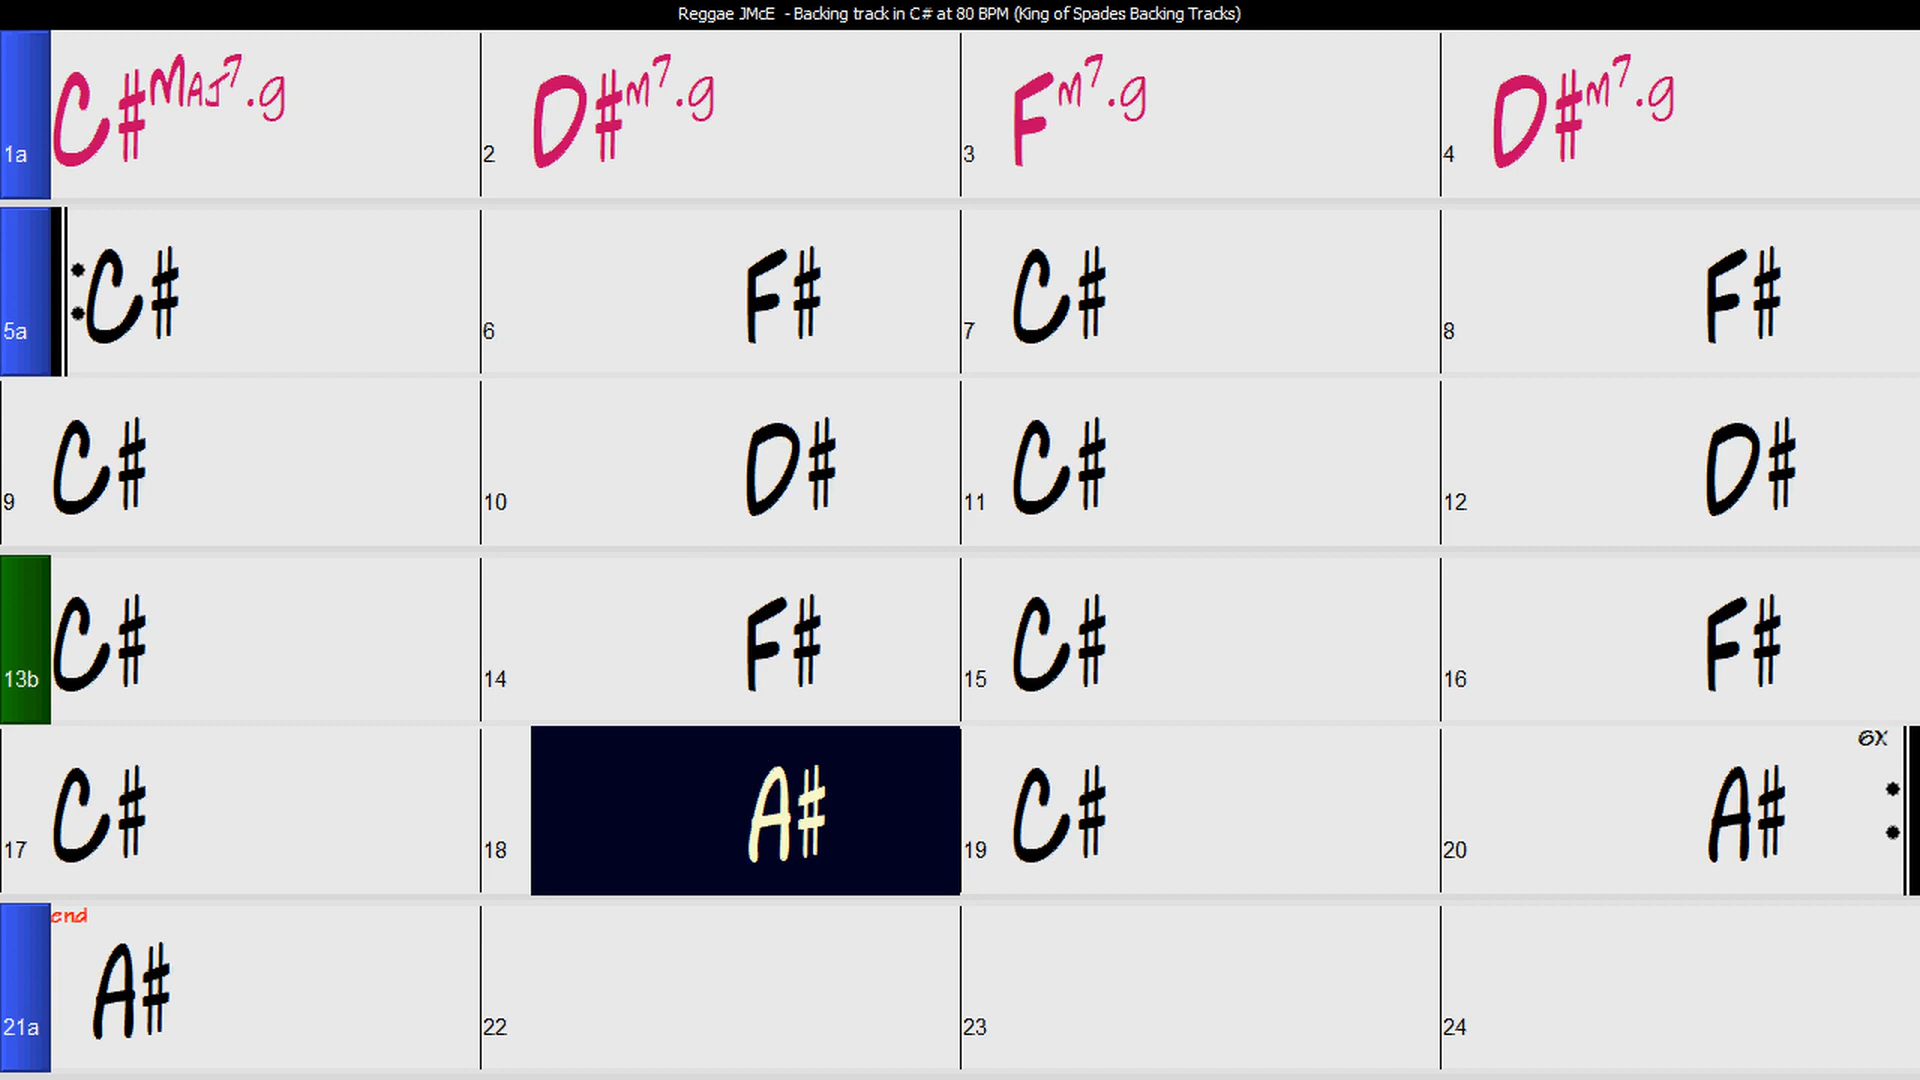 Reggae JMcE - Backing track in C# at 80 BPM (King of Spades Backing Tracks)
1a C#MAJ7.g 2 D#m7.g 3 Fm7.g 4 D#m7.g
5a C# 6 F# 7 C# 8 F#
9 C# 10 D# 11 C# 12 D#
13b C# 14 F# 15 C# 16 F#
6x
17 C# 18 A# 19 C# 20 A#
end
21a A# 22 23 24